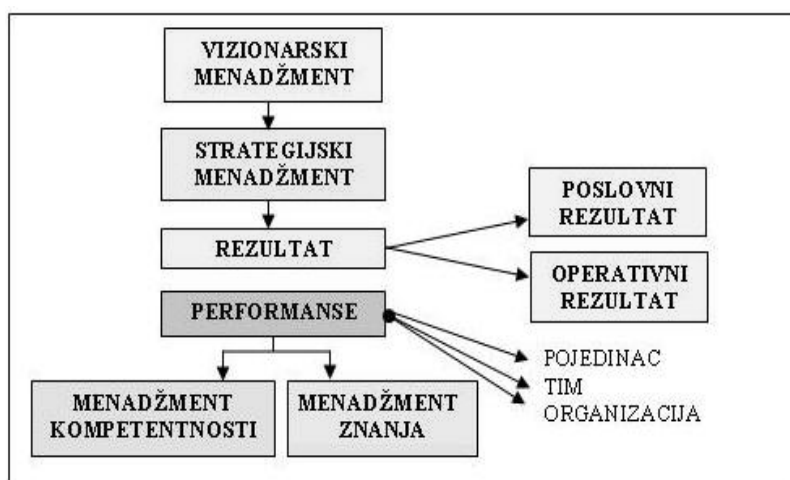 VIZIONARSKI
MENADŽMENT
STRATEGIJSKI
MENADŽMENT
REZULTAT
POSLOVNI
REZULTAT
OPERATIVNI
REZULTAT
PERFORMANSE
POJEDINAC
TIM
ORGANIZACIJA
MENADŽMENT
KOMPETENTNOSTI
MENADŽMENT
ZNANJA